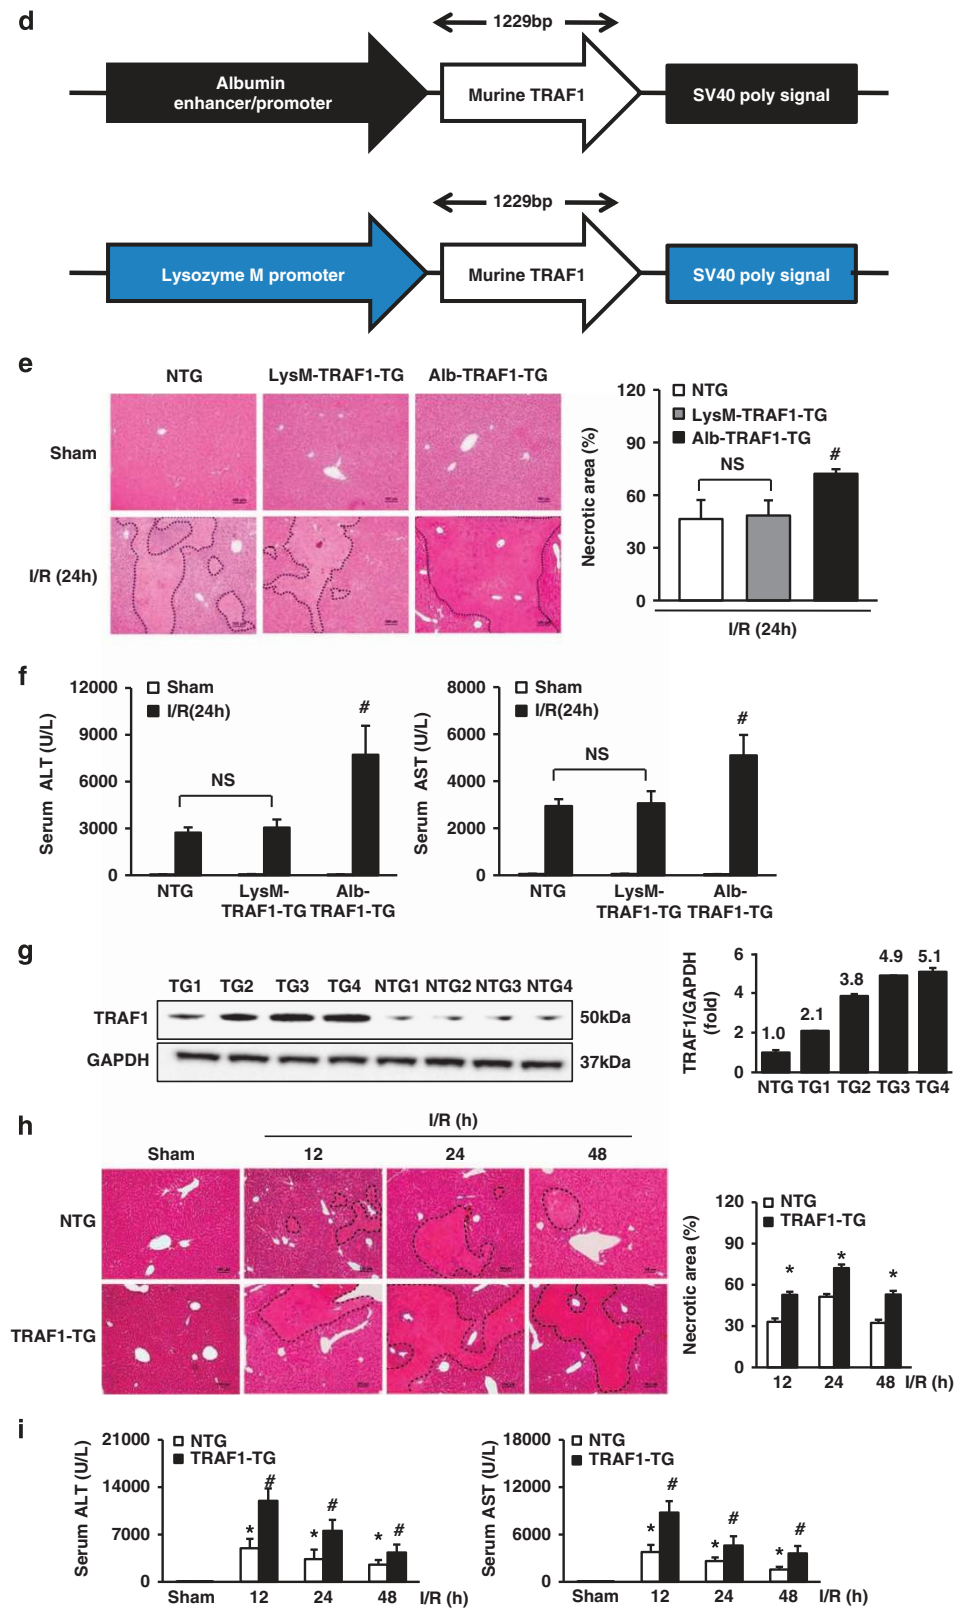 d
1229bp
Albumin
enhancer/promoter
Murine TRAF1
SV40 poly signal
1229bp
Lysozyme M promoter
Murine TRAF1
SV40 poly signal
e
NTG
LysM-TRAF1-TG
Alb-TRAF1-TG
Sham
I/R (24h)
Necrotic area (%)
120
90
60
30
0
NTG
LysM-TRAF1-TG
Alb-TRAF1-TG
NS
#
I/R (24h)
f
Serum ALT (U/L)
12000
9000
6000
3000
0
Sham
I/R(24h)
NS
#
NTG
LysM-
TRAF1-TG
Alb-
TRAF1-TG
Serum AST (U/L)
8000
6000
4000
2000
0
Sham
I/R(24h)
NS
#
NTG
LysM-
TRAF1-TG
Alb-
TRAF1-TG
g
TG1 TG2 TG3 TG4 NTG1 NTG2 NTG3 NTG4
TRAF1
50kDa
GAPDH
37kDa
TRAF1/GAPDH
(fold)
6
4
2
0
1.0
2.1
3.8
4.9
5.1
NTG TG1 TG2 TG3 TG4
h
I/R (h)
Sham
12
24
48
NTG
TRAF1-TG
Necrotic area (%)
120
90
60
30
0
NTG
TRAF1-TG
*
*
*
12 24 48 I/R (h)
i
Serum ALT (U/L)
21000
14000
7000
0
NTG
TRAF1-TG
* #
* #
* #
Sham 12 24 48 I/R (h)
Serum AST (U/L)
18000
12000
6000
0
NTG
TRAF1-TG
* #
* #
* #
Sham 12 24 48 I/R (h)